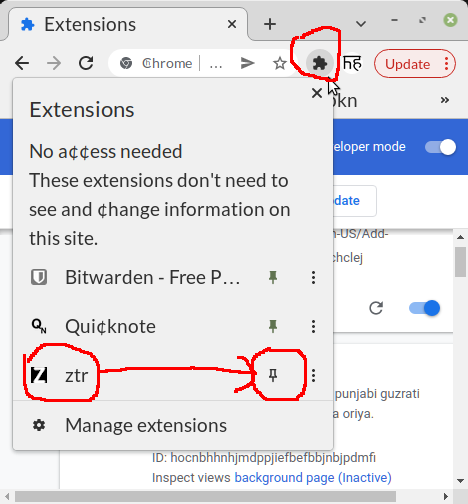 Extensions
₵hrome | ...
हिं
Update
okn
»
Extensions
No a₵₵ess needed
These extensions don't need to
see and ₵hange information on
this site.
eloper mode
date
n-US/Add-
chclej
Bitwarden - Free P...
QN Qui₵knote
Z ztr
punjabi guzrati
a oriya.
Manage extensions
ID: hocnbhhnhjmdppjiefbefbbjnbjpdmfi
Inspect views background page (Inactive)